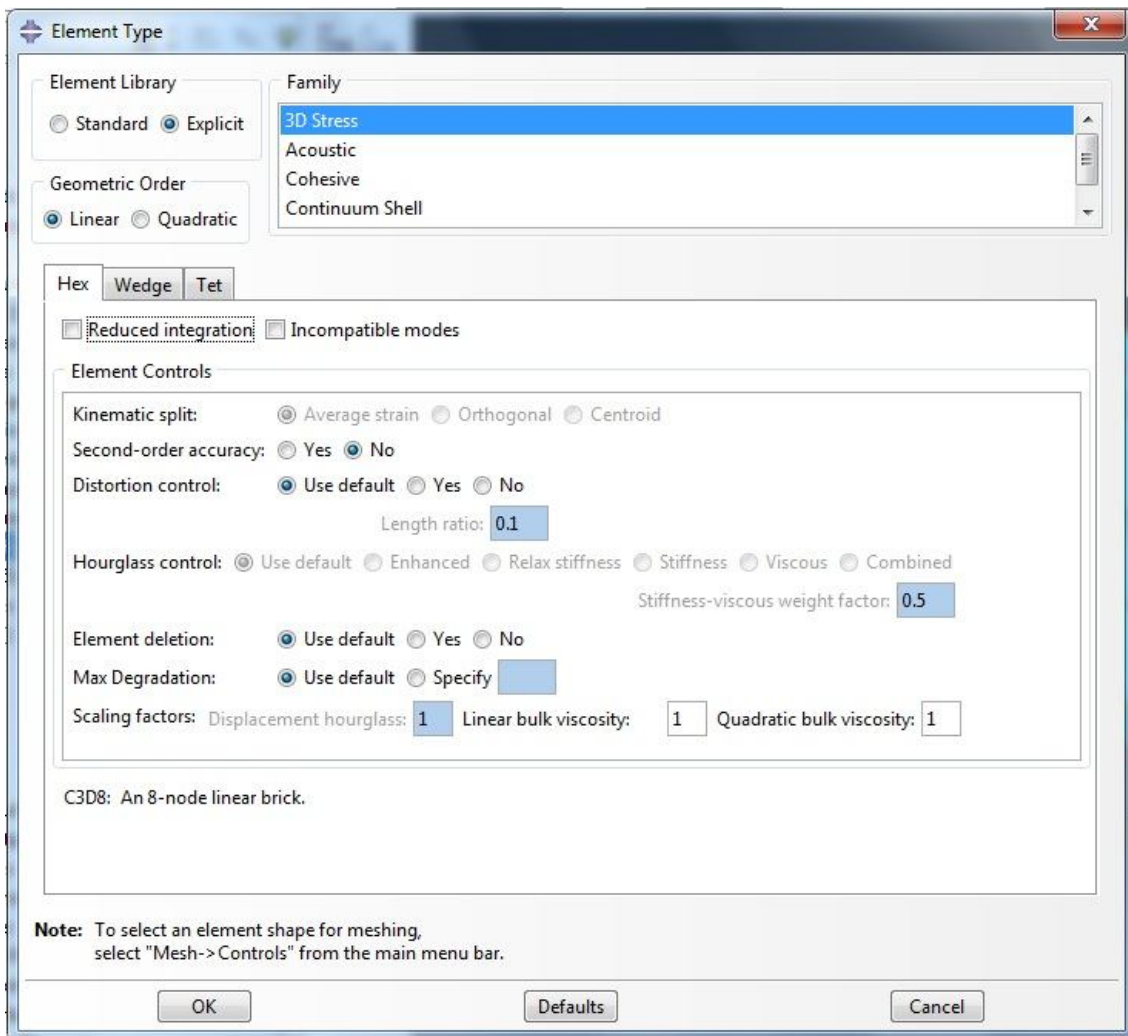 Element Type
Element Library
Standard Explicit
Family
3D Stress
Acoustic
Cohesive
Continuum Shell
Geometric Order
Linear Quadratic
Hex Wedge Tet
Reduced integration Incompatible modes
Element Controls
Kinematic split: Average strain Orthogonal Centroid
Second-order accuracy: Yes No
Distortion control: Use default Yes No
Length ratio: 0.1
Hourglass control: Use default Enhanced Relax stiffness Stiffness Viscous Combined
Stiffness-viscous weight factor: 0.5
Element deletion: Use default Yes No
Max Degradation: Use default Specify
Scaling factors: Displacement hourglass: 1 Linear bulk viscosity: 1 Quadratic bulk viscosity: 1
C3D8: An 8-node linear brick.
Note: To select an element shape for meshing,
select "Mesh->Controls" from the main menu bar.
OK Defaults Cancel